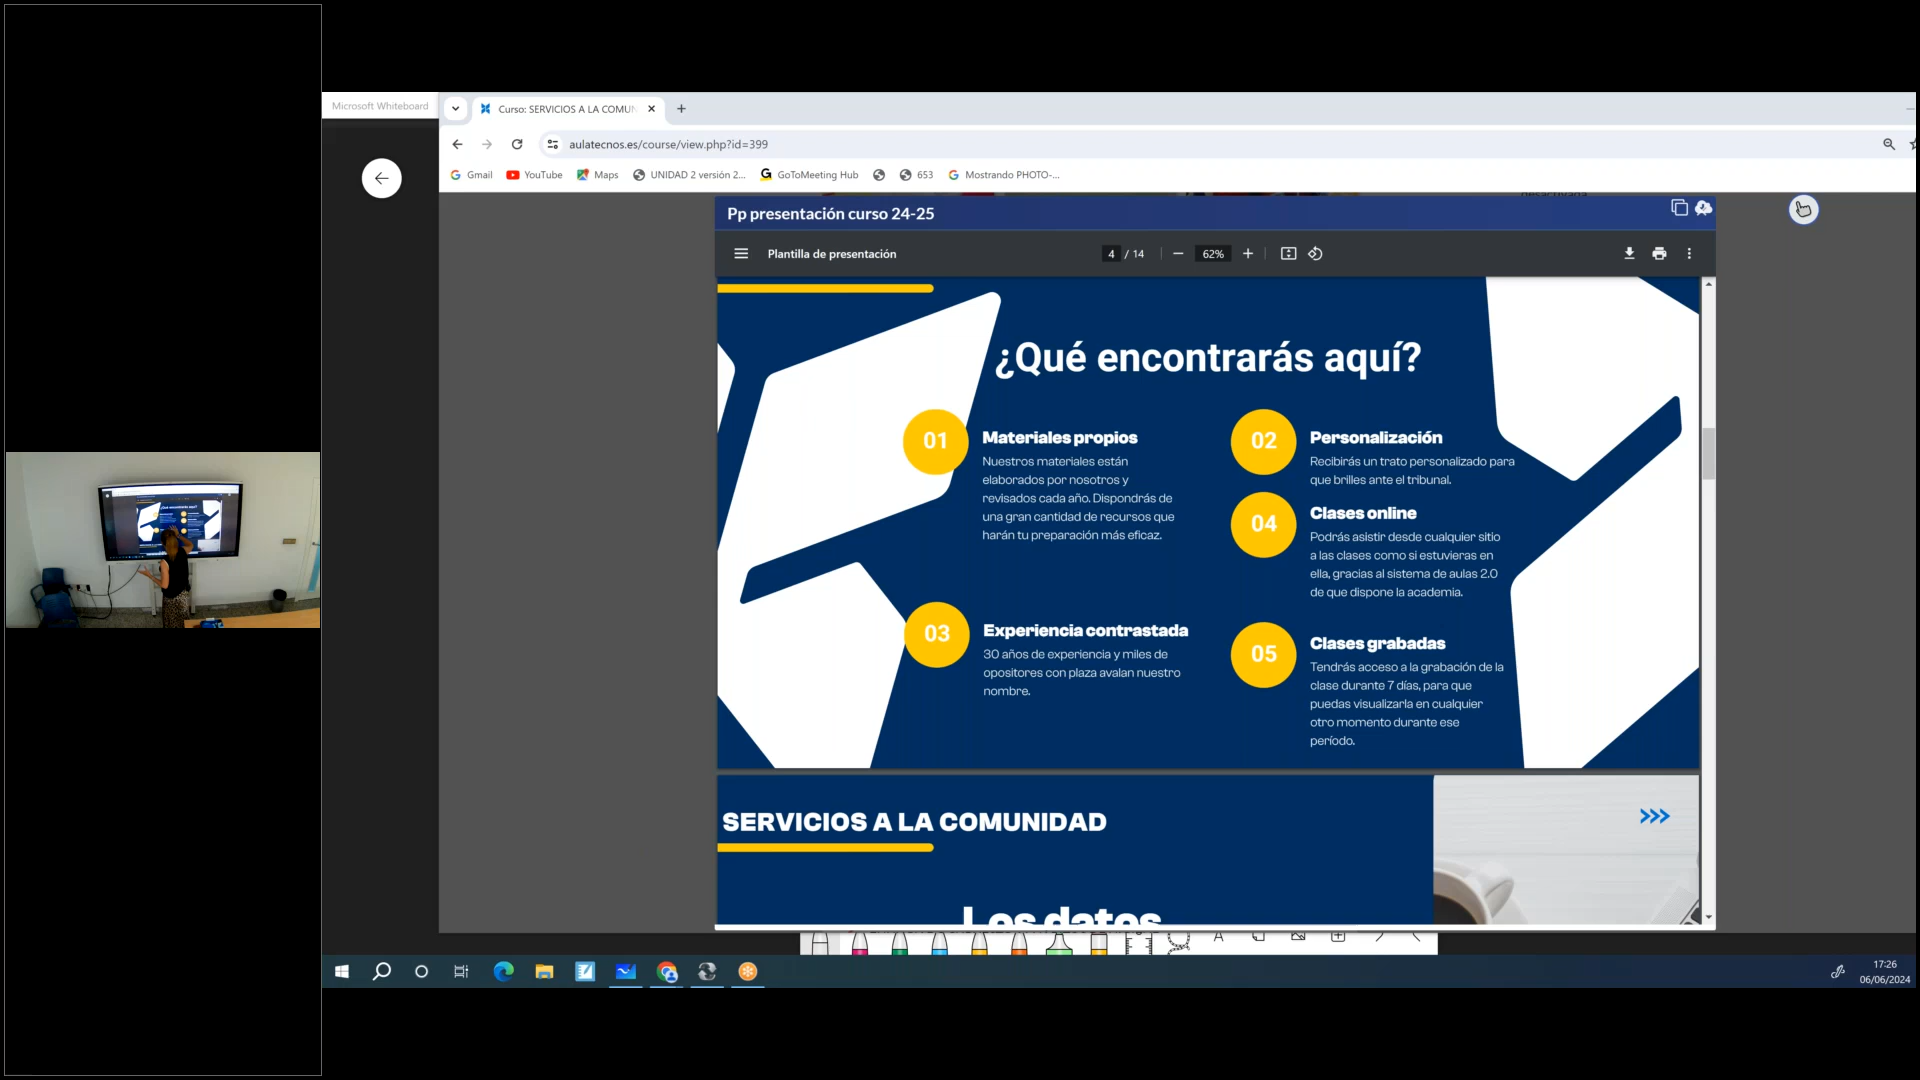 Microsoft Whiteboard
Curso: SERVICIOS A LA COMUN
aulatecnos.es/course/view.php?id=399
Gmail
YouTube
Maps
UNIDAD 2 versión 2...
GoToMeeting Hub
653
Mostrando PHOTO-...
Pp presentación curso 24-25
Plantilla de presentación
4 / 14
62%
¿Qué encontrarás aquí?
01
Materiales propios
Nuestros materiales están
elaborados por nosotros y
revisados cada año. Dispondrás de
una gran cantidad de recursos que
harán tu preparación más eficaz.
02
Personalización
Recibirás un trato personalizado para
que brilles ante el tribunal.
03
Experiencia contrastada
30 años de experiencia y miles de
opositores con plaza avalan nuestro
nombre.
04
Clases online
Podrás asistir desde cualquier sitio
a las clases como si estuvieras en
ella, gracias al sistema de aulas 2.0
de que dispone la academia.
05
Clases grabadas
Tendrás acceso a la grabación de la
clase durante 7 días, para que
puedas visualizarla en cualquier
otro momento durante ese
período.
SERVICIOS A LA COMUNIDAD
Los datos
17:26
06/06/2024